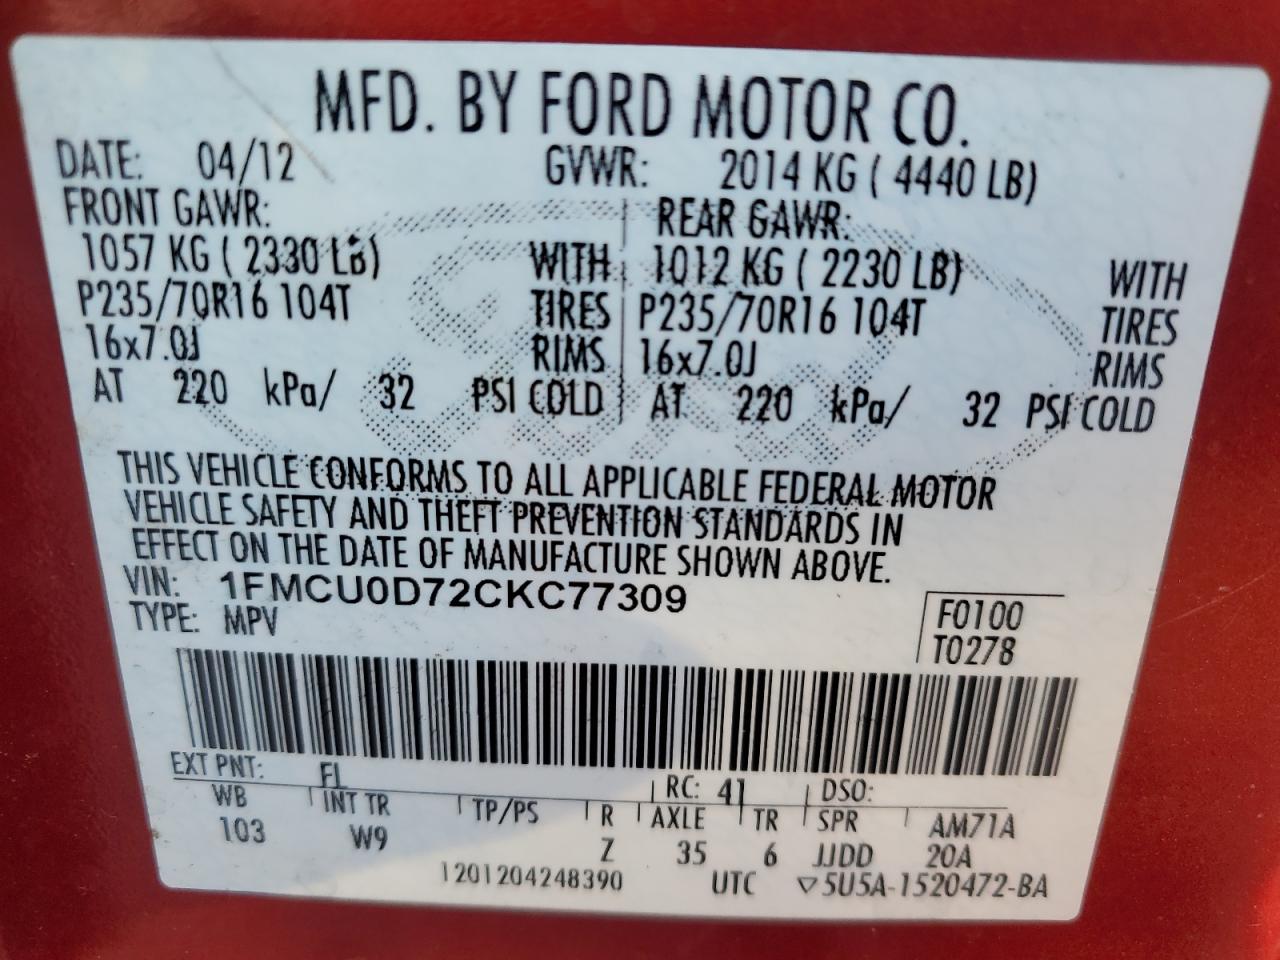 MFD. BY FORD MOTOR CO.
DATE: 04/12 GVWR: 2014 KG ( 4440 LB)
FRONT GAWR: REAR GAWR:
1057 KG ( 2330 LB) WITH 1012 KG ( 2230 LB) WITH
P235/70R16 104T TIRES P235/70R16 104T TIRES
16x7.0J RIMS 16x7.0J RIMS
AT 220 kPa/ 32 PSI COLD AT 220 kPa/ 32 PSI COLD
THIS VEHICLE CONFORMS TO ALL APPLICABLE FEDERAL MOTOR
VEHICLE SAFETY AND THEFT PREVENTION STANDARDS IN
EFFECT ON THE DATE OF MANUFACTURE SHOWN ABOVE.
VIN: 1FMCU0D72CKC77309
TYPE: MPV
F0100
T0278
EXT PNT: FL RC: 41 DSO:
WB INT TR TP/PS R AXLE TR SPR AM71A
103 W9 Z 35 6 JJDD 20A
1201204248390 UTC ▽5U5A-1520472-BA